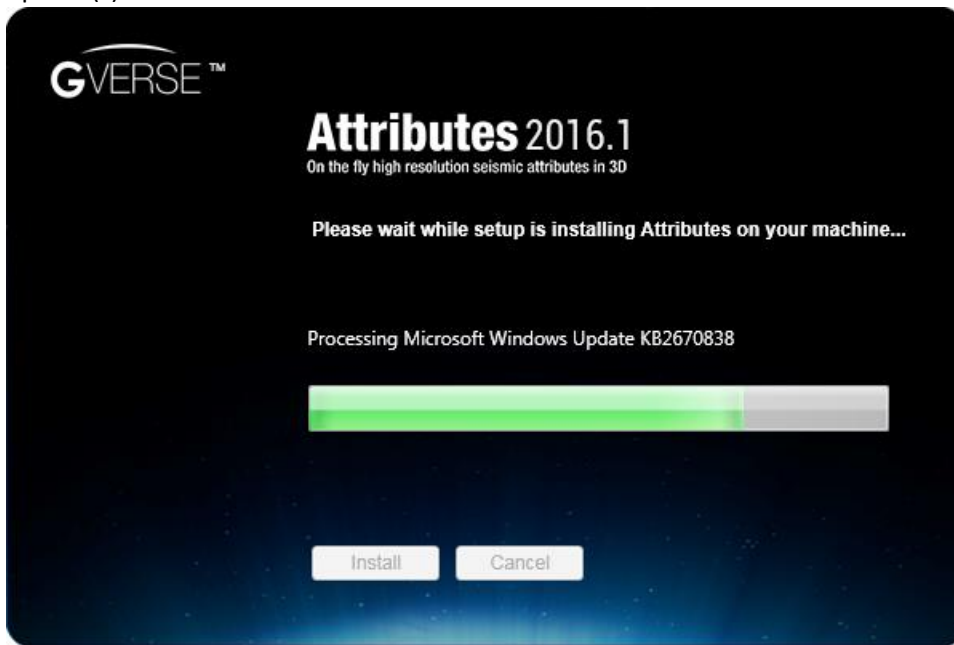 GVERSE™
Attributes 2016.1
On the fly high resolution seismic attributes in 3D
Please wait while setup is installing Attributes on your machine...
Processing Microsoft Windows Update KB2670838
Install Cancel